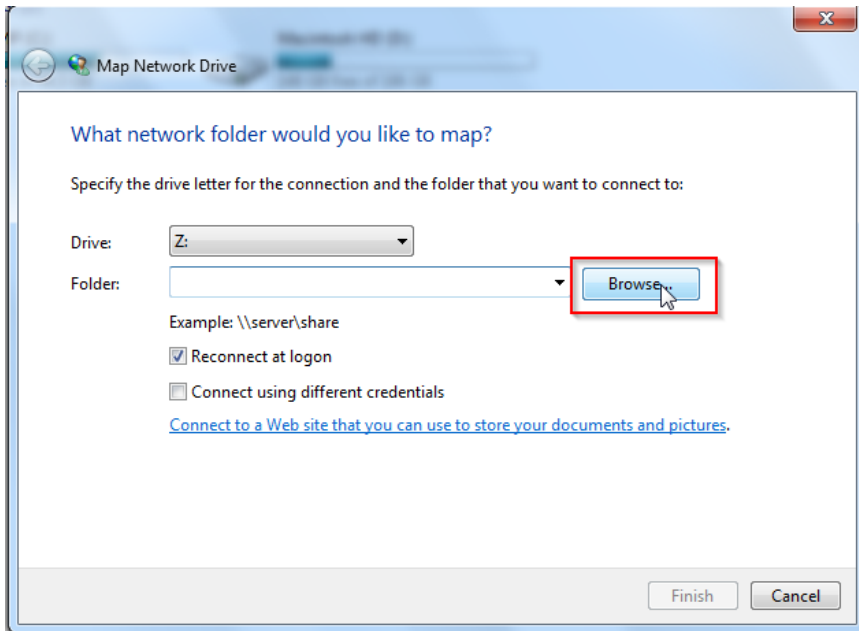 Map Network Drive
What network folder would you like to map?
Specify the drive letter for the connection and the folder that you want to connect to:
Drive: Z:
Folder: Browse...
Example: \\server\share
Reconnect at logon
Connect using different credentials
Connect to a Web site that you can use to store your documents and pictures.
Finish Cancel